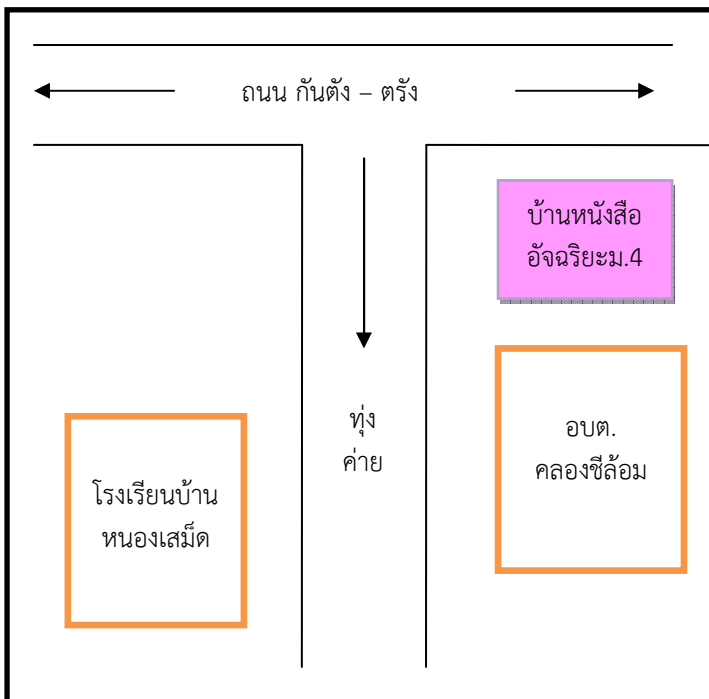 ถนน กันตัง – ตรัง
บ้านหนังสือ
อัจฉริยะม.4
ทุ่ง
ค่าย
อบต.
คลองชีล้อม
โรงเรียนบ้าน
หนองเสม็ด